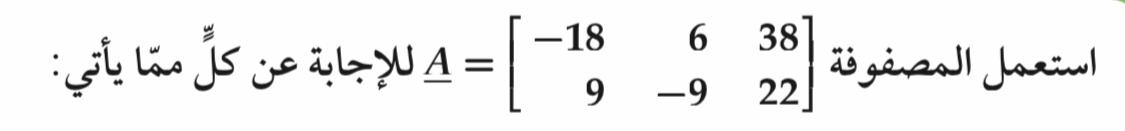 استعمل المصفوفة A = [−18 6 38] للإجابة عن كلٍّ ممّا يأتي:
[9 −9 22]